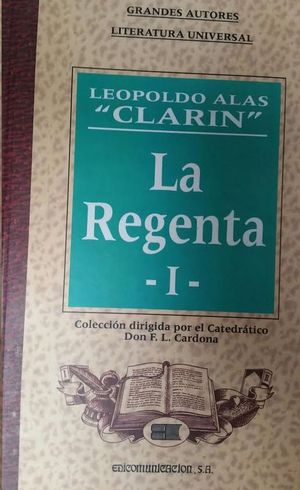 GRANDES AUTORES
LITERATURA UNIVERSAL
LEOPOLDO ALAS
"CLARIN"
La
Regenta
- I -
Colección dirigida por el Catedrático
Don F. L. Cardona
EDICOMUNICACION, S.A.